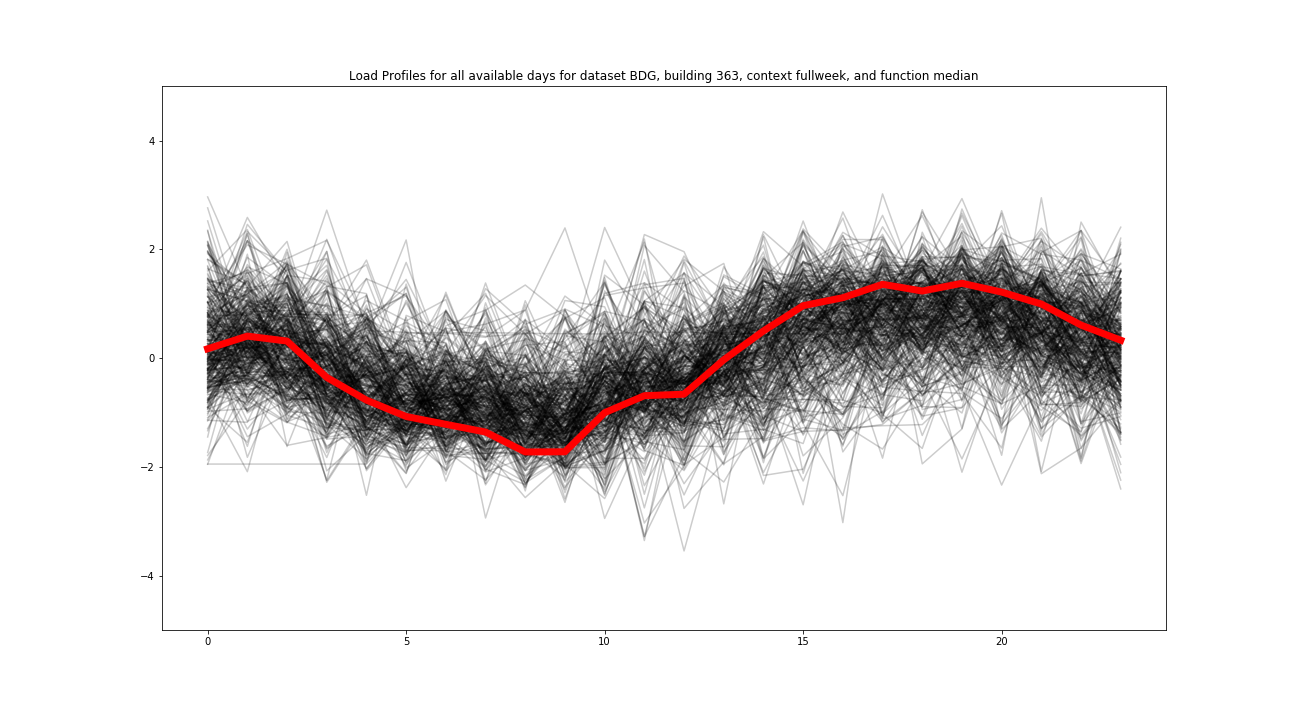 Load Profiles for all available days for dataset BDG, building 363, context fullweek, and function median
4
2
0
−2
−4
0 5 10 15 20